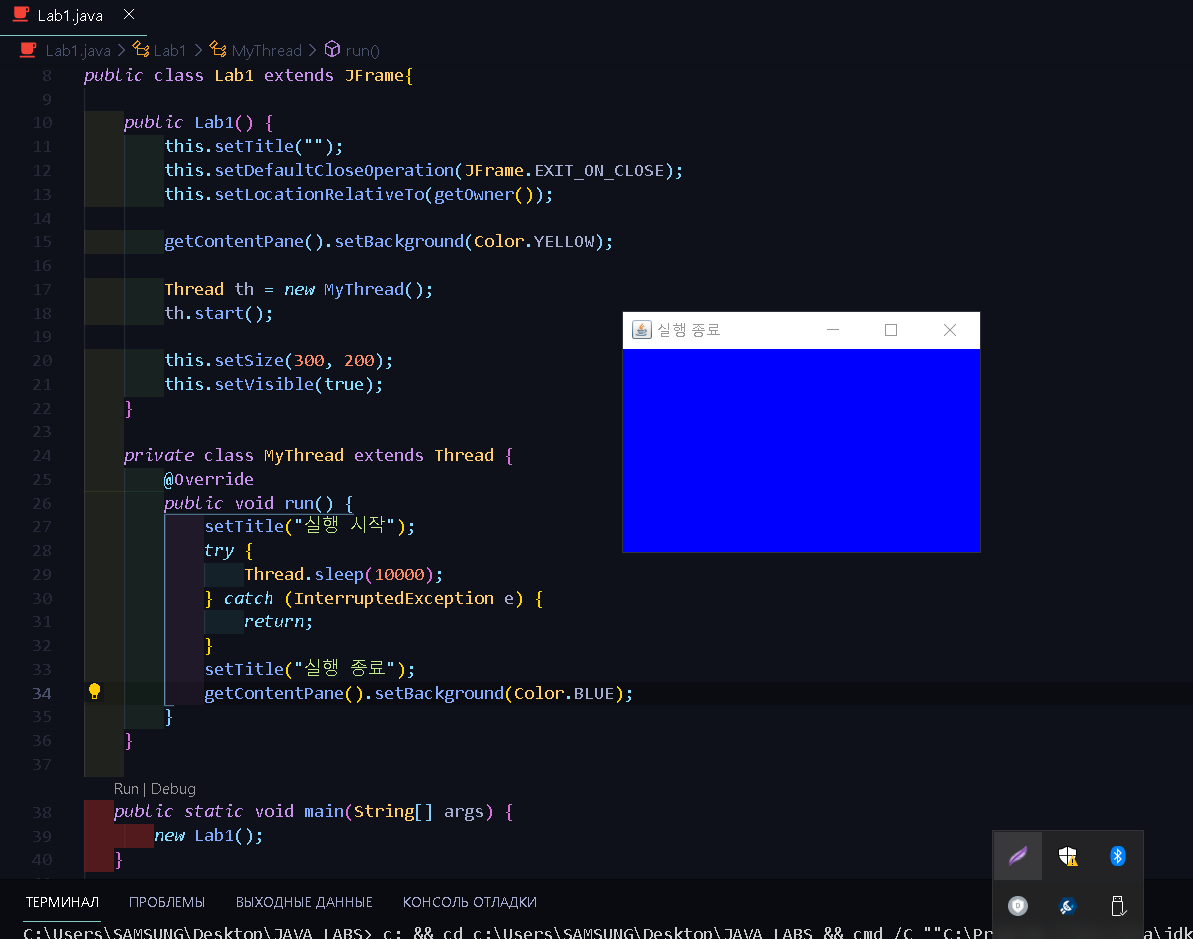 Lab1.java
Lab1.java > Lab1 > MyThread > run()
8 public class Lab1 extends JFrame{
9
10 public Lab1() {
11 this.setTitle("");
12 this.setDefaultCloseOperation(JFrame.EXIT_ON_CLOSE);
13 this.setLocationRelativeTo(getOwner());
14
15 getContentPane().setBackground(Color.YELLOW);
16
17 Thread th = new MyThread();
18 th.start();
19
20 this.setSize(300, 200);
21 this.setVisible(true);
22 }
23
24 private class MyThread extends Thread {
25 @Override
26 public void run() {
27 setTitle("실행 시작");
28 try {
29 Thread.sleep(10000);
30 } catch (InterruptedException e) {
31 return;
32 }
33 setTitle("실행 종료");
34 getContentPane().setBackground(Color.BLUE);
35 }
36 }
37
Run | Debug
38 public static void main(String[] args) {
39 new Lab1();
40 }
실행 종료
ТЕРМИНАЛ ПРОБЛЕМЫ ВЫХОДНЫЕ ДАННЫЕ КОНСОЛЬ ОТЛАДКИ
C:\Users\SAMSUNG\Desktop\JAVA LABS> c: && cd c:\Users\SAMSUNG\Desktop\JAVA LABS && cmd /C ""C:\Pr